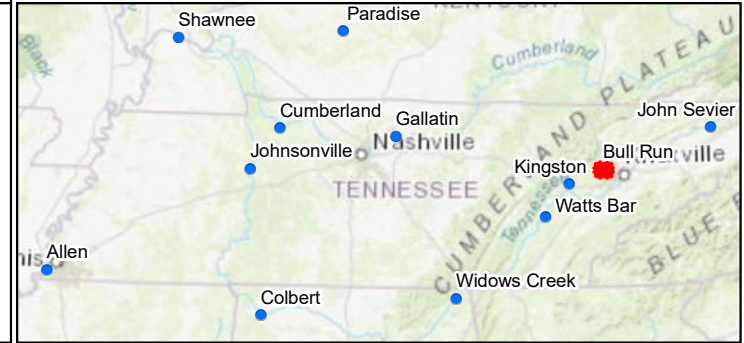 Paradise
Shawnee
Black
Cumberland
CUMBERLAND PLATEAU
John Sevier
Cumberland
Gallatin
Nashville
Johnsonville
Bull Run
Kingston
TENNESSEE
Tennessee
Watts Bar
BLUE
Allen
Widows Creek
Colbert